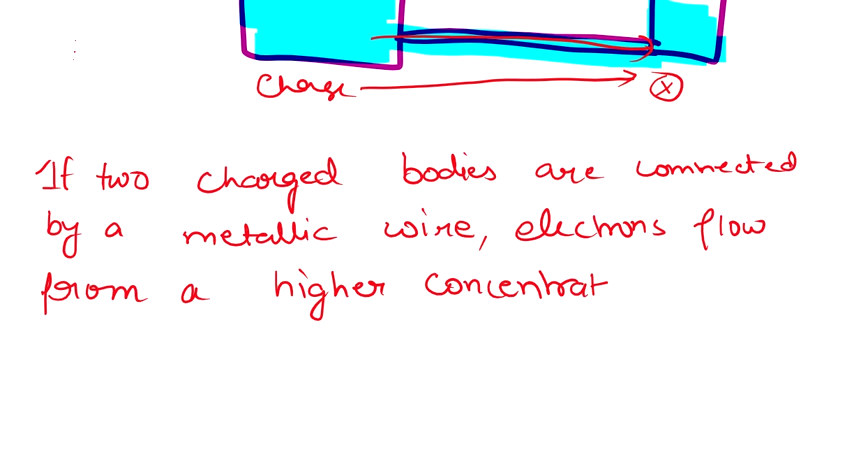 Charge
X
If two charged bodies are connected
by a metallic wire, electrons flow
from a higher concentrat